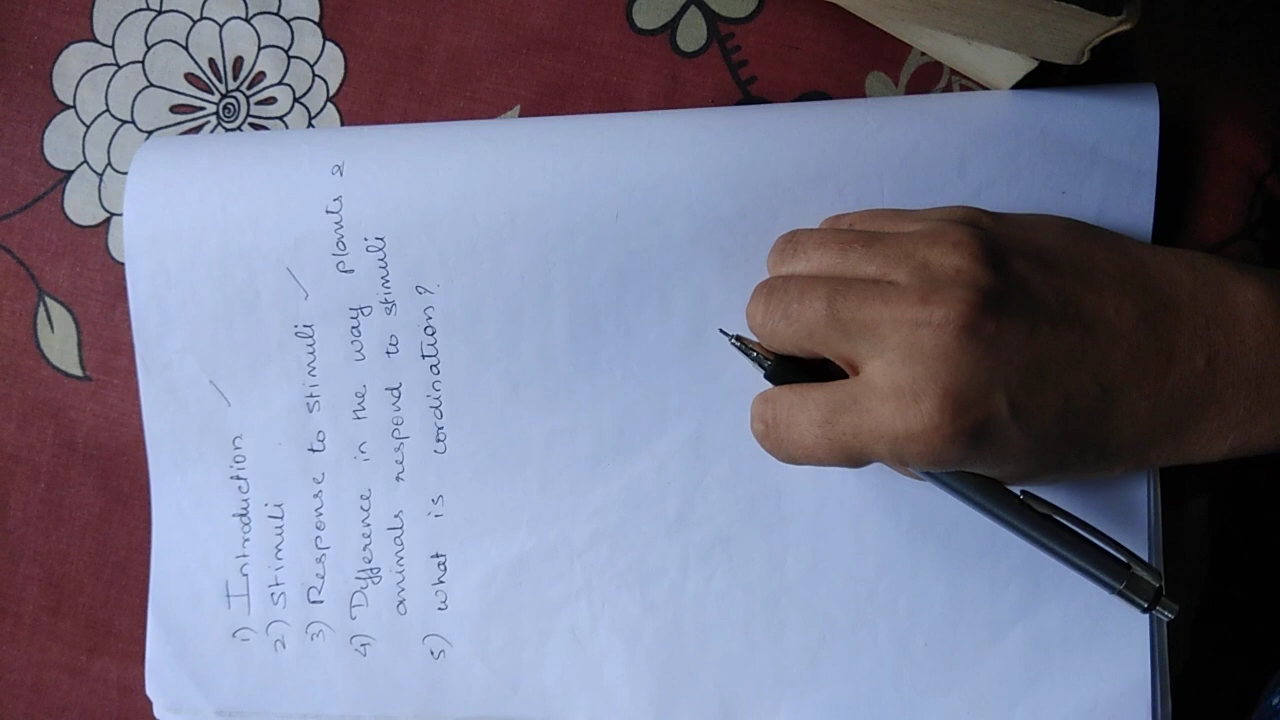 1) Introduction
2) Stimuli
3) Response to stimuli
4) Difference in the way plants &
animals respond to stimuli
5) what is cordination?